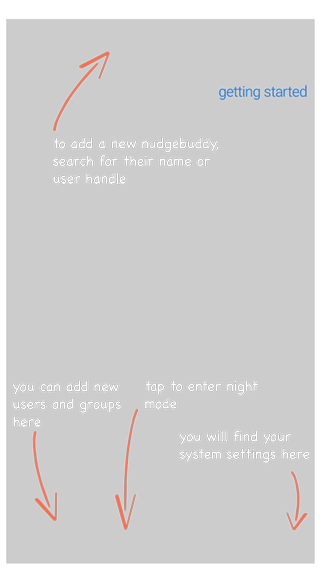 getting started
to add a new nudgebuddy,
search for their name or
user handle
you can add new
users and groups
here
tap to enter night
mode
you will find your
system settings here